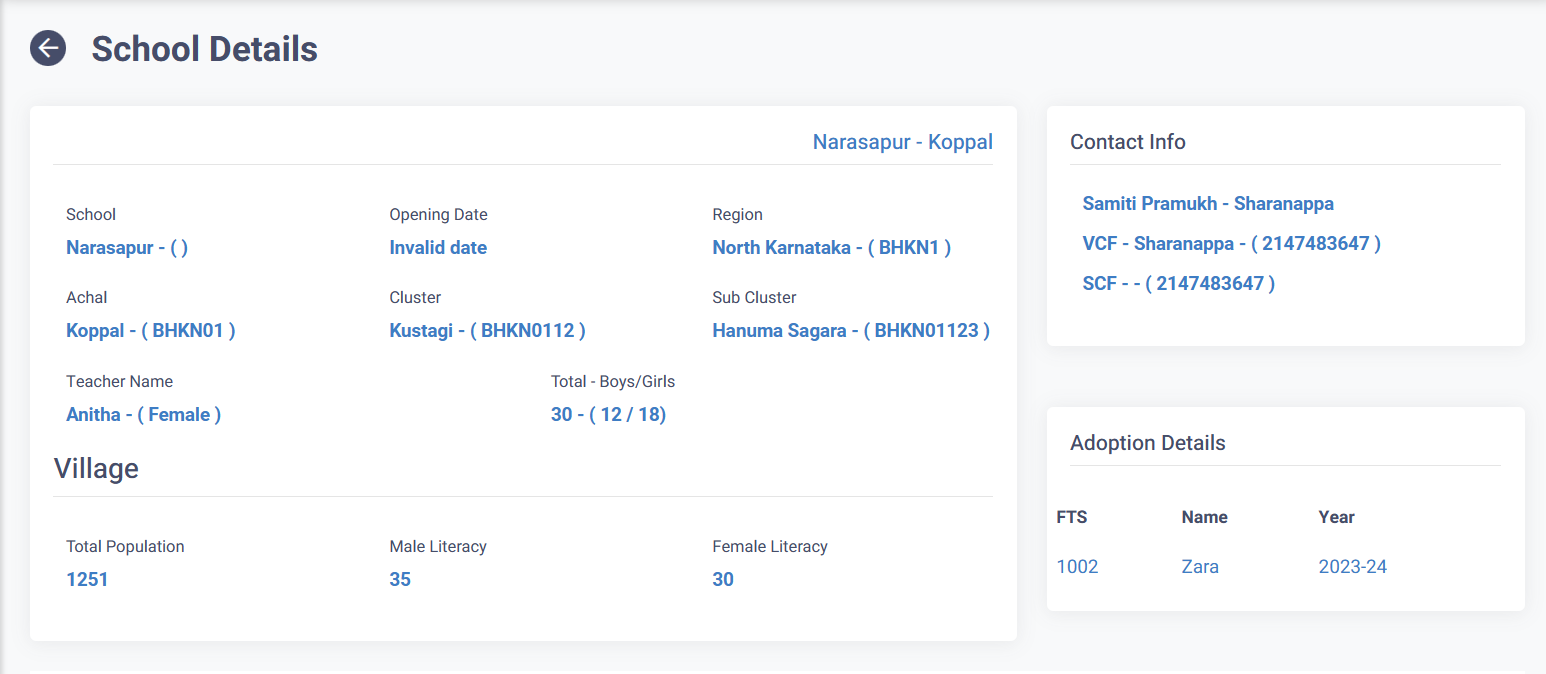 School Details
Narasapur - Koppal
School
Opening Date
Region
Narasapur - ( )
Invalid date
North Karnataka - ( BHKN1 )
Achal
Cluster
Sub Cluster
Koppal - ( BHKN01 )
Kustagi - ( BHKN0112 )
Hanuma Sagara - ( BHKN01123 )
Teacher Name
Total - Boys/Girls
Anitha - ( Female )
30 - ( 12 / 18)
Village
Total Population
Male Literacy
Female Literacy
1251
35
30
Contact Info
Samiti Pramukh - Sharanappa
VCF - Sharanappa - ( 2147483647 )
SCF - - ( 2147483647 )
Adoption Details
FTS Name Year
1002 Zara 2023-24